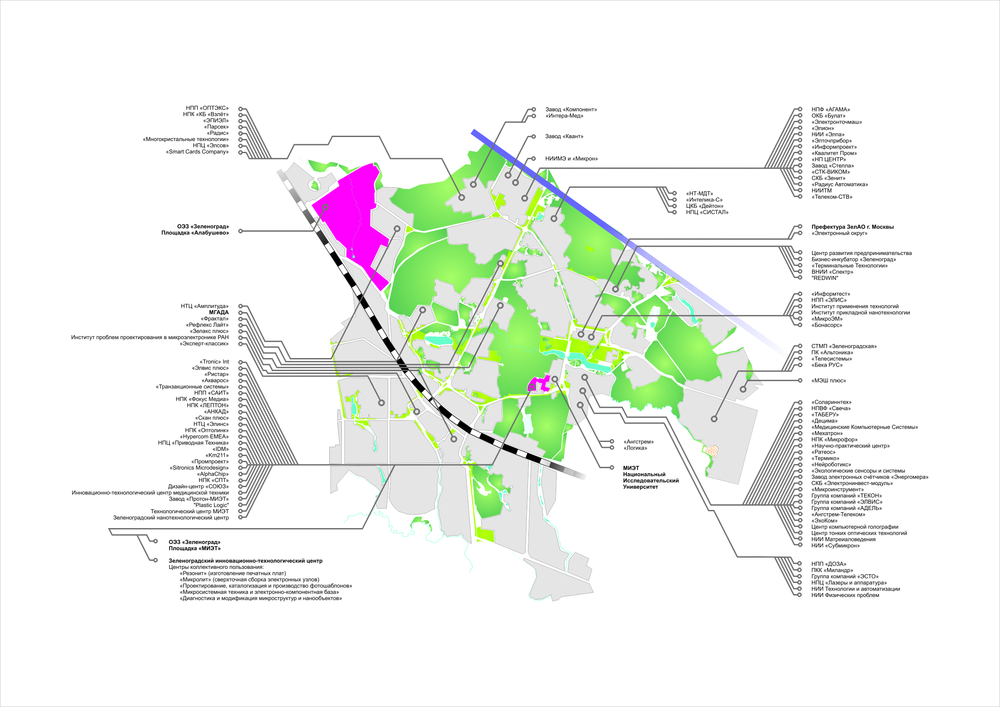 НПП «ОПТЭКС»
НПК «КБ «Взлёт»
«ЭПИЭЛ»
«Парсек»
«Радис»
«Многокристальные технологии»
НПЦ «Элсов»
«Smart Cards Company»
ОЭЗ «Зеленоград»
Площадка «Алабушево»
НТЦ «Амплитуда»
МГАДА
«Фрактал»
«Рефлекс Лайт»
«Зелакс плюс»
Институт проблем проектирования в микроэлектронике РАН
«Эксперт-классик»
«Tronic» Int
«Элвис плюс»
«Ристар»
«Акварос»
«Транзакционные системы»
НПП «САИТ»
НПК «Фокус Медиа»
НПК «ЛЕПТОН»
«АНКАД»
«Скан плюс»
НТЦ «Элинс»
НПК «Оптолинк»
«Hypercom EMEA»
НПЦ «Приводная Техника»
«IDM»
«Km211»
«Промпроект»
«Sitronics Microdesign»
«AlphaChip»
НПК «СПТ»
Дизайн-центр «СОЮЗ»
Инновационно-технологический центр медицинской техники
Завод «Протон-МИЭТ»
"Plastic Logic"
Технологический центр МИЭТ
Зеленоградский нанотехнологический центр
ОЭЗ «Зеленоград»
Площадка «МИЭТ»
Зеленоградский инновационно-технологический центр
Центры коллективного пользования:
«Резонит» (изготовление печатных плат)
«Микролит» (сверхточная сборка электронных узлов)
«Проектирование, каталогизация и производство фотошаблонов»
«Микросистемная техника и электронно-компонентная база»
«Диагностика и модификация микроструктур и нанообъектов»
Завод «Компонент»
«Интера-Мед»
Завод «Квант»
НИИМЭ и «Микрон»
«НТ-МДТ»
«Интелика-С»
ЦКБ «Дейтон»
НПЦ «СИСТАЛ»
«Ангстрем»
«Логика»
МИЭТ
Национальный
Исследовательский
Университет
НПФ «АГАМА»
ОКБ «Булат»
«Электронточмаш»
«Элион»
НИИ «Элпа»
«Элточприбор»
«Информпроект»
«Квалитет Пром»
«НП ЦЕНТР»
Завод «Стелла»
«СТК-ВИКОМ»
СКБ «Зенит»
«Радиус Автоматика»
НИИТМ
«Телеком-СТВ»
Префектура ЗелАО г. Москвы
«Электронный округ»
Центр развития предпринимательства
Бизнес-инкубатор «Зеленоград»
«Терминальные Технологии»
ВНИИ «Спектр»
"REDWIN"
«Информтест»
НПП «ЭЛИС»
Институт применения технологий
Институт прикладной нанотехнологии
«МикроЭМ»
«Бонасорс»
СТМП «Зеленоградская»
ПК «Альтоника»
«Телесистемы»
«Бека РУС»
«МЭШ плюс»
«Соларинтех»
НПВФ «Свеча»
«ТАБЕРУ»
«Децима»
«Медицинские Компьютерные Системы»
«Мехатрон»
НПК «Микрофор»
«Научно-практический центр»
«Ратеос»
«Термико»
«Нейроботикс»
«Экологические сенсоры и системы
Завод электронных счётчиков «Энергомера»
СКБ «Электронинвест-модуль»
«Микроинструмент»
Группа компаний «ТЕКОН»
Группа компаний «ЭЛВИС»
Группа компаний «АДЕЛЬ»
«Ангстрем-Телеком»
«ЭхоКом»
Центр компьютерной голографии
Центр тонких оптических технологий
НИИ Матреиаловедения
НИИ «Субмикрон»
НПП «ДОЗА»
ПКК «Миландр»
Группа компаний «ЭСТО»
НПЦ «Лазеры и аппаратура»
НИИ Технологии и автоматизации
НИИ Физических проблем